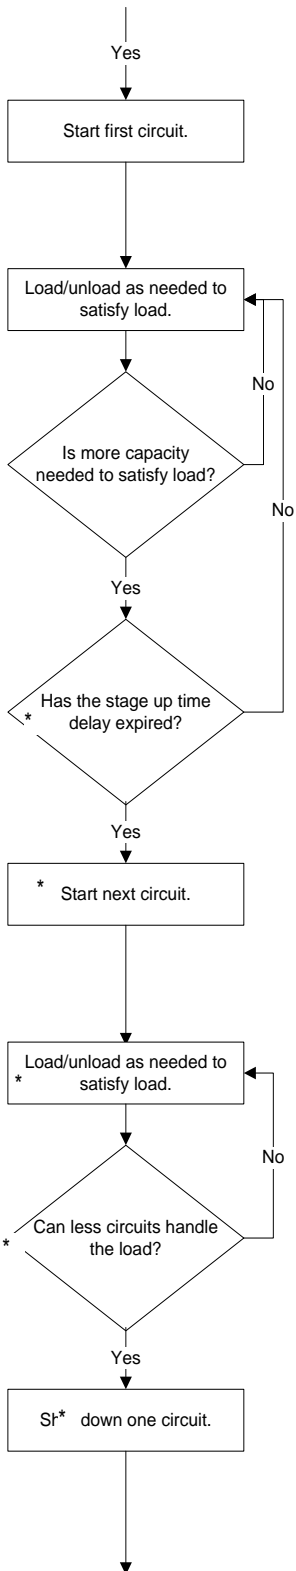 Yes
Start first circuit.
Load/unload as needed to
satisfy load.
No
Is more capacity
needed to satisfy load?
No
Yes
Has the stage up time
* delay expired?
Yes
* Start next circuit.
Load/unload as needed to
* satisfy load.
No
Can less circuits handle
* the load?
Yes
* down one circuit.